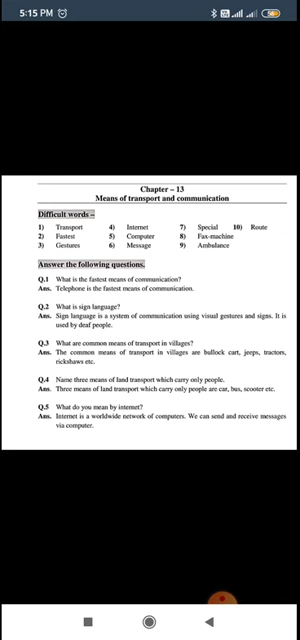 5:15 PM
Chapter – 13
Means of transport and communication
Difficult words –
1) Transport 4) Internet 7) Special 10) Route
2) Fastest 5) Computer 8) Fax-machine
3) Gestures 6) Message 9) Ambulance
Answer the following questions.
Q.1 What is the fastest means of communication?
Ans. Telephone is the fastest means of communication.
Q.2 What is sign language?
Ans. Sign language is a system of communication using visual gestures and signs. It is
used by deaf people.
Q.3 What are common means of transport in villages?
Ans. The common means of transport in villages are bullock cart, jeeps, tractors,
rickshaws etc.
Q.4 Name three means of land transport which carry only people.
Ans. Three means of land transport which carry only people are car, bus, scooter etc.
Q.5 What do you mean by internet?
Ans. Internet is a worldwide network of computers. We can send and receive messages
via computer.